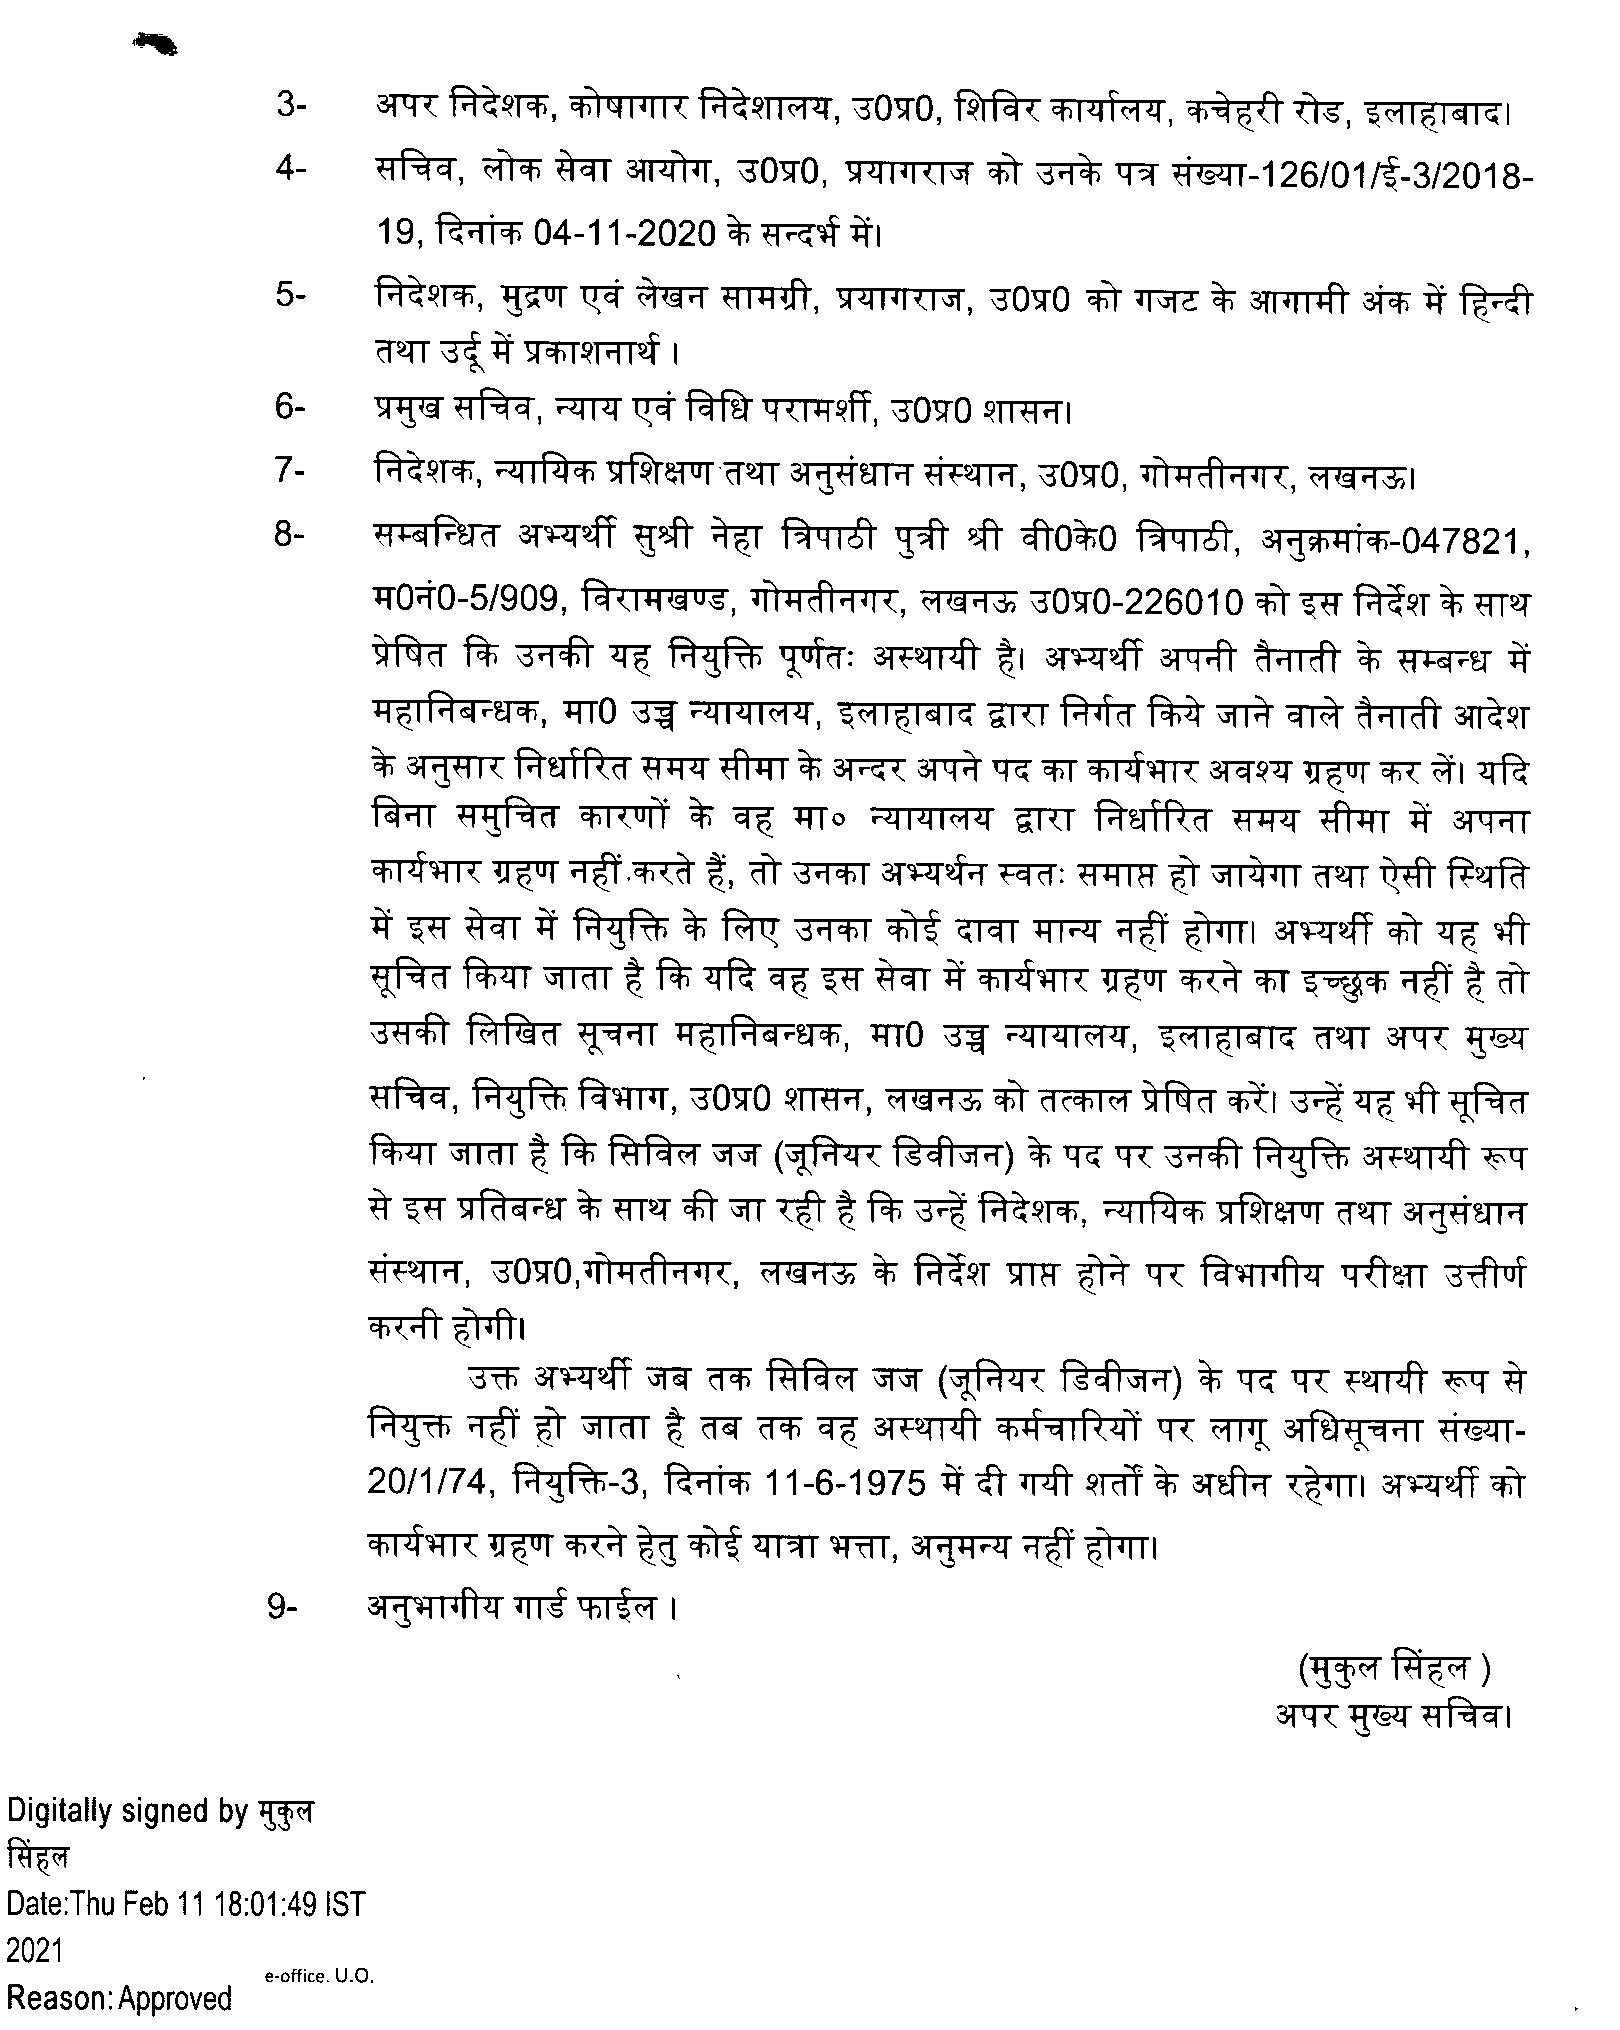 3- अपर निदेशक, कोषागार निदेशालय, उ0प्र0, शिविर कार्यालय, कचेहरी रोड, इलाहाबाद।
4- सचिव, लोक सेवा आयोग, उ0प्र0, प्रयागराज को उनके पत्र संख्या-126/01/ई-3/2018-
19, दिनांक 04-11-2020 के सन्दर्भ में।
5- निदेशक, मुद्रण एवं लेखन सामग्री, प्रयागराज, उ0प्र0 को गजट के आगामी अंक में हिन्दी
तथा उर्दू में प्रकाशनार्थ ।
6- प्रमुख सचिव, न्याय एवं विधि परामर्शी, उ0प्र0 शासन।
7- निदेशक, न्यायिक प्रशिक्षण तथा अनुसंधान संस्थान, उ0प्र0, गोमतीनगर, लखनऊ।
8- सम्बन्धित अभ्यर्थी सुश्री नेहा त्रिपाठी पुत्री श्री वी0के0 त्रिपाठी, अनुक्रमांक-047821,
म0नं0-5/909, विरामखण्ड, गोमतीनगर, लखनऊ उ0प्र0-226010 को इस निर्देश के साथ
प्रेषित कि उनकी यह नियुक्ति पूर्णतः अस्थायी है। अभ्यर्थी अपनी तैनाती के सम्बन्ध में
महानिबन्धक, मा0 उच्च न्यायालय, इलाहाबाद द्वारा निर्गत किये जाने वाले तैनाती आदेश
के अनुसार निर्धारित समय सीमा के अन्दर अपने पद का कार्यभार अवश्य ग्रहण कर लें। यदि
बिना समुचित कारणों के वह मा० न्यायालय द्वारा निर्धारित समय सीमा में अपना
कार्यभार ग्रहण नहीं करते हैं, तो उनका अभ्यर्थन स्वतः समाप्त हो जायेगा तथा ऐसी स्थिति
में इस सेवा में नियुक्ति के लिए उनका कोई दावा मान्य नहीं होगा। अभ्यर्थी को यह भी
सूचित किया जाता है कि यदि वह इस सेवा में कार्यभार ग्रहण करने का इच्छुक नहीं है तो
उसकी लिखित सूचना महानिबन्धक, मा0 उच्च न्यायालय, इलाहाबाद तथा अपर मुख्य
सचिव, नियुक्ति विभाग, उ0प्र0 शासन, लखनऊ को तत्काल प्रेषित करें। उन्हें यह भी सूचित
किया जाता है कि सिविल जज (जूनियर डिवीजन) के पद पर उनकी नियुक्ति अस्थायी रूप
से इस प्रतिबन्ध के साथ की जा रही है कि उन्हें निदेशक, न्यायिक प्रशिक्षण तथा अनुसंधान
संस्थान, उ0प्र0,गोमतीनगर, लखनऊ के निर्देश प्राप्त होने पर विभागीय परीक्षा उत्तीर्ण
करनी होगी।
उक्त अभ्यर्थी जब तक सिविल जज (जूनियर डिवीजन) के पद पर स्थायी रूप से
नियुक्त नहीं हो जाता है तब तक वह अस्थायी कर्मचारियों पर लागू अधिसूचना संख्या-
20/1/74, नियुक्ति-3, दिनांक 11-6-1975 में दी गयी शर्तों के अधीन रहेगा। अभ्यर्थी को
कार्यभार ग्रहण करने हेतु कोई यात्रा भत्ता, अनुमन्य नहीं होगा।
9- अनुभागीय गार्ड फाईल ।
(मुकुल सिंहल )
अपर मुख्य सचिव।
Digitally signed by मुकुल
सिंहल
Date:Thu Feb 11 18:01:49 IST
2021
Reason: Approved
e-office. U.O.